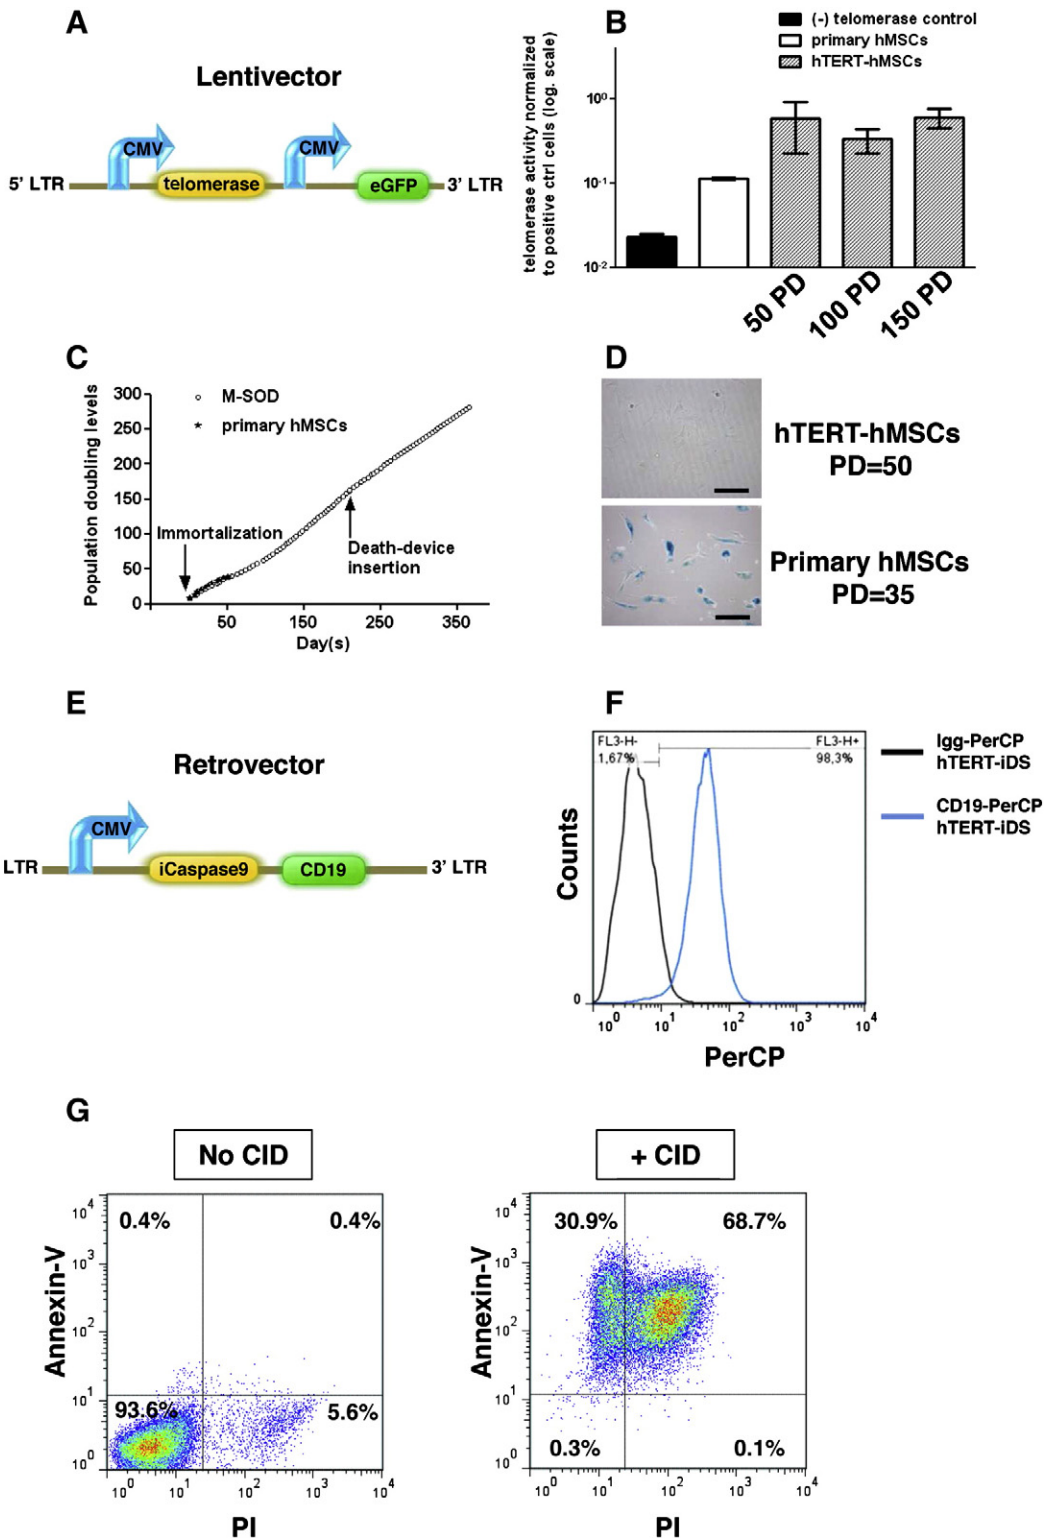 A
Lentivector
CMV
CMV
5' LTR
telomerase
eGFP
3' LTR
B
(-) telomerase control
primary hMSCs
hTERT-hMSCs
telomerase activity normalized
to positive ctrl cells (log. scale)
10⁰
10⁻¹
10⁻²
50 PD
100 PD
150 PD
C
Population doubling levels
300
250
200
150
100
50
0
M-SOD
primary hMSCs
Immortalization
Death-device
insertion
50
150
250
350
Day(s)
D
hTERT-hMSCs
PD=50
Primary hMSCs
PD=35
E
Retrovector
CMV
LTR
iCaspase9
CD19
3' LTR
F
FL3-H-
1,67%
FL3-H+
98,3%
Igg-PerCP
hTERT-iDS
CD19-PerCP
hTERT-iDS
Counts
0
10⁰
10¹
10²
10³
10⁴
PerCP
G
No CID
Annexin-V
10⁴
10³
10²
10¹
10⁰
0.4%
0.4%
93.6%
5.6%
10⁰
10¹
10²
10³
10⁴
PI
+ CID
Annexin-V
10⁴
10³
10²
10¹
10⁰
30.9%
68.7%
0.3%
0.1%
10⁰
10¹
10²
10³
10⁴
PI